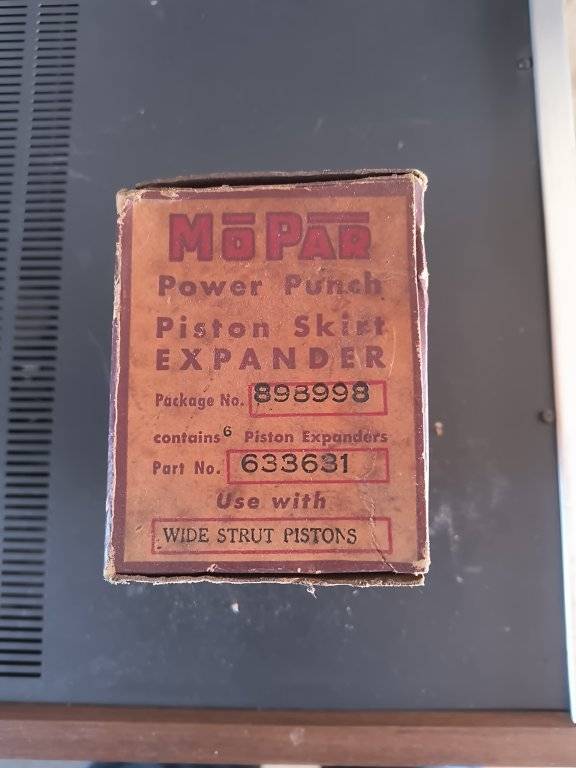 MOPAR
Power Punch
Piston Skirt
EXPANDER
Package No. 898998
contains 6 Piston Expanders
Part No. 633631
Use with
WIDE STRUT PISTONS